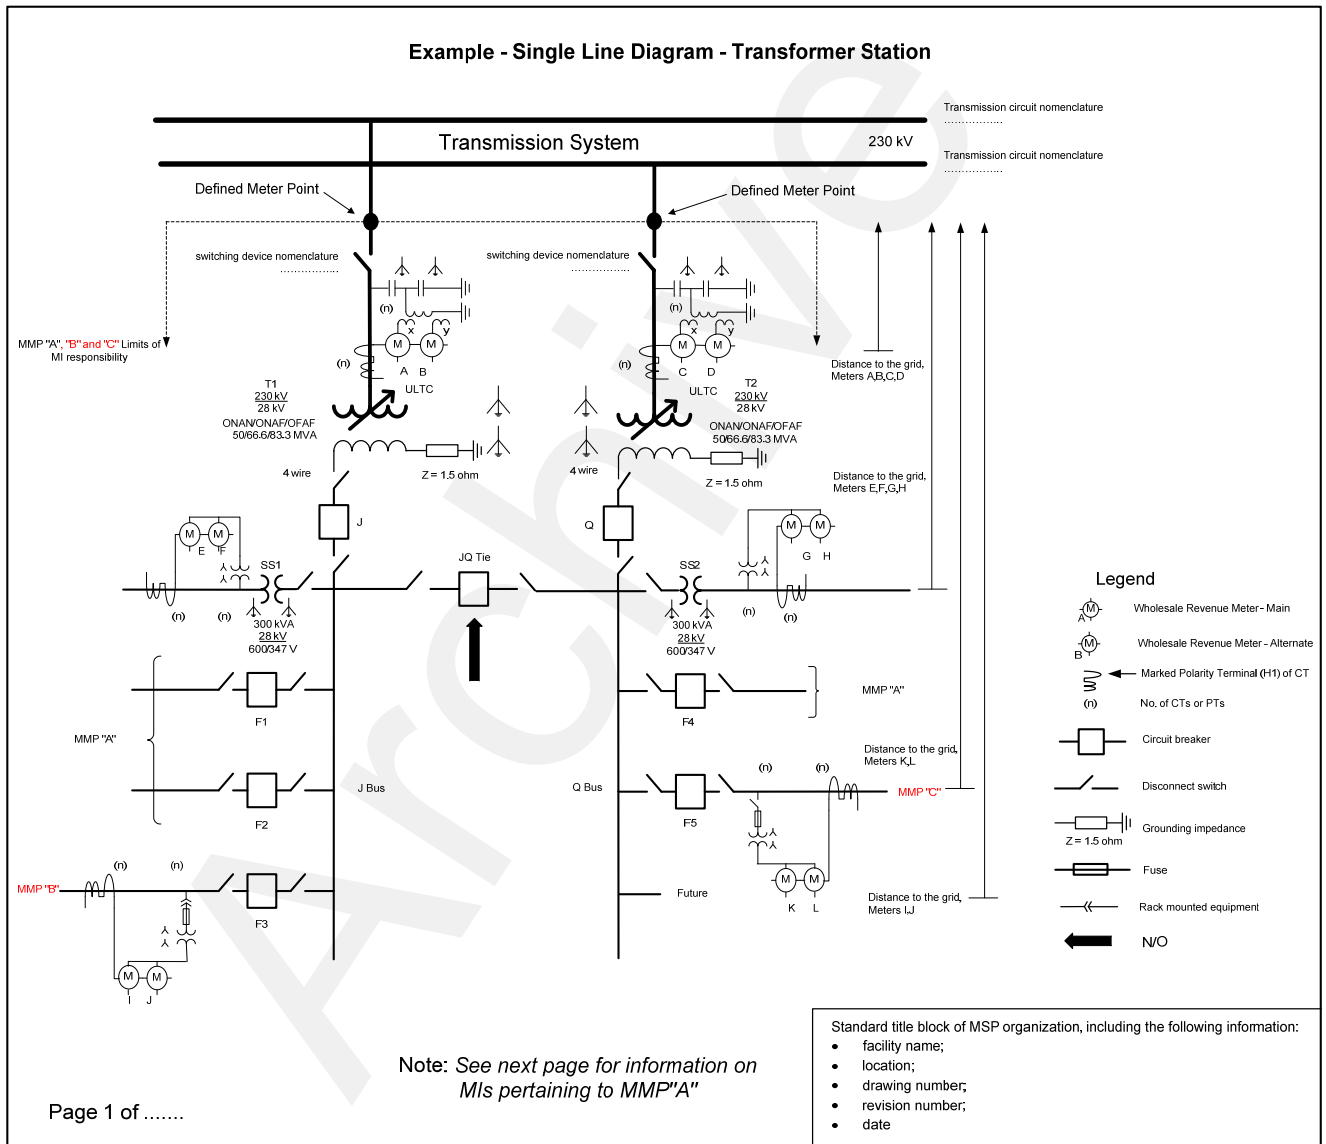 Example - Single Line Diagram - Transformer Station
Transmission circuit nomenclature
................
Transmission System
230 kV
Transmission circuit nomenclature
................
Defined Meter Point
Defined Meter Point
switching device nomenclature
................
switching device nomenclature
................
(n)
(n)
x
y
x
y
M
M
M
M
A
B
C
D
(n)
(n)
MMP "A", "B" and "C" Limits of
MI responsibility
Distance to the grid,
Meters A,B,C,D
T1
230 kV
28 kV
ONAN/ONAF/OFAF
50/66.6/83.3 MVA
ULTC
ULTC
T2
230 kV
28 kV
ONAN/ONAF/OFAF
50/66.6/83.3 MVA
4 wire
Z = 1.5 ohm
4 wire
Z = 1.5 ohm
Distance to the grid,
Meters E,F,G,H
J
Q
M
M
E
F
M
M
G
H
SS1
JQ Tie
SS2
(n)
(n)
(n)
(n)
300 kVA
28 kV
600/347 V
300 kVA
28 kV
600/347 V
Legend
M
A
Wholesale Revenue Meter - Main
M
B
Wholesale Revenue Meter - Alternate
Marked Polarity Terminal (H1) of CT
(n)
No. of CTs or PTs
Circuit breaker
Disconnect switch
Z = 1.5 ohm
Grounding impedance
Fuse
Rack mounted equipment
N/O
F1
F4
MMP "A"
MMP "A"
Distance to the grid,
Meters K,L
(n)
(n)
F2
J Bus
Q Bus
F5
MMP "C"
MMP "B"
(n)
(n)
F3
M
M
K
L
Future
Distance to the grid,
Meters I,J
M
M
I
J
Note: See next page for information on
MIs pertaining to MMP"A"
Page 1 of .......
Standard title block of MSP organization, including the following information:
• facility name;
• location;
• drawing number;
• revision number;
• date
Archive